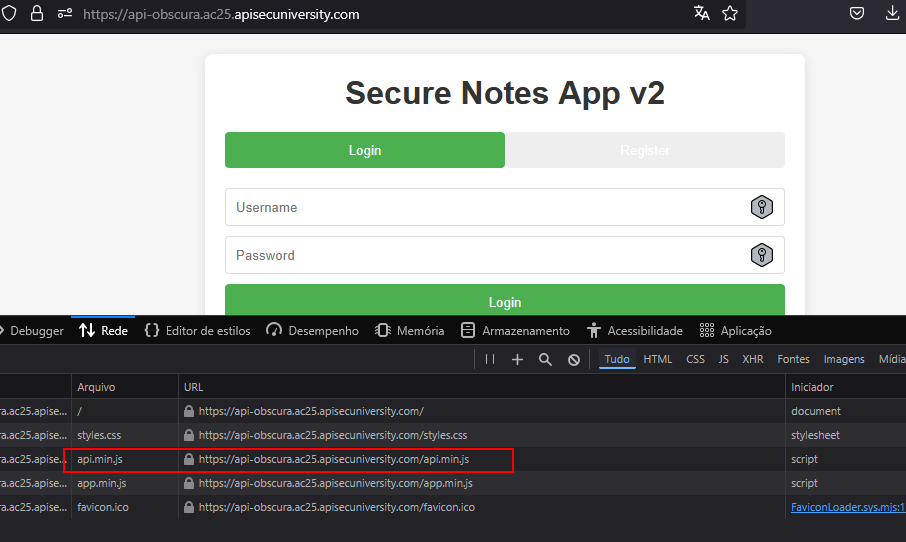 https://api-obscura.ac25.apisecuniversity.com
Secure Notes App v2
Login Register
Username
Password
Login
Debugger Rede Editor de estilos Desempenho Memória Armazenamento Acessibilidade Aplicação
Tudo HTML CSS JS XHR Fontes Imagens Mídia
Arquivo URL Iniciador
ra.ac25.apise... / https://api-obscura.ac25.apisecuniversity.com/ document
ra.ac25.apise... styles.css https://api-obscura.ac25.apisecuniversity.com/styles.css stylesheet
ra.ac25.apise... api.min.js https://api-obscura.ac25.apisecuniversity.com/api.min.js script
ra.ac25.apise... app.min.js https://api-obscura.ac25.apisecuniversity.com/app.min.js script
ra.ac25.apise... favicon.ico https://api-obscura.ac25.apisecuniversity.com/favicon.ico FaviconLoader.sys.mjs:1